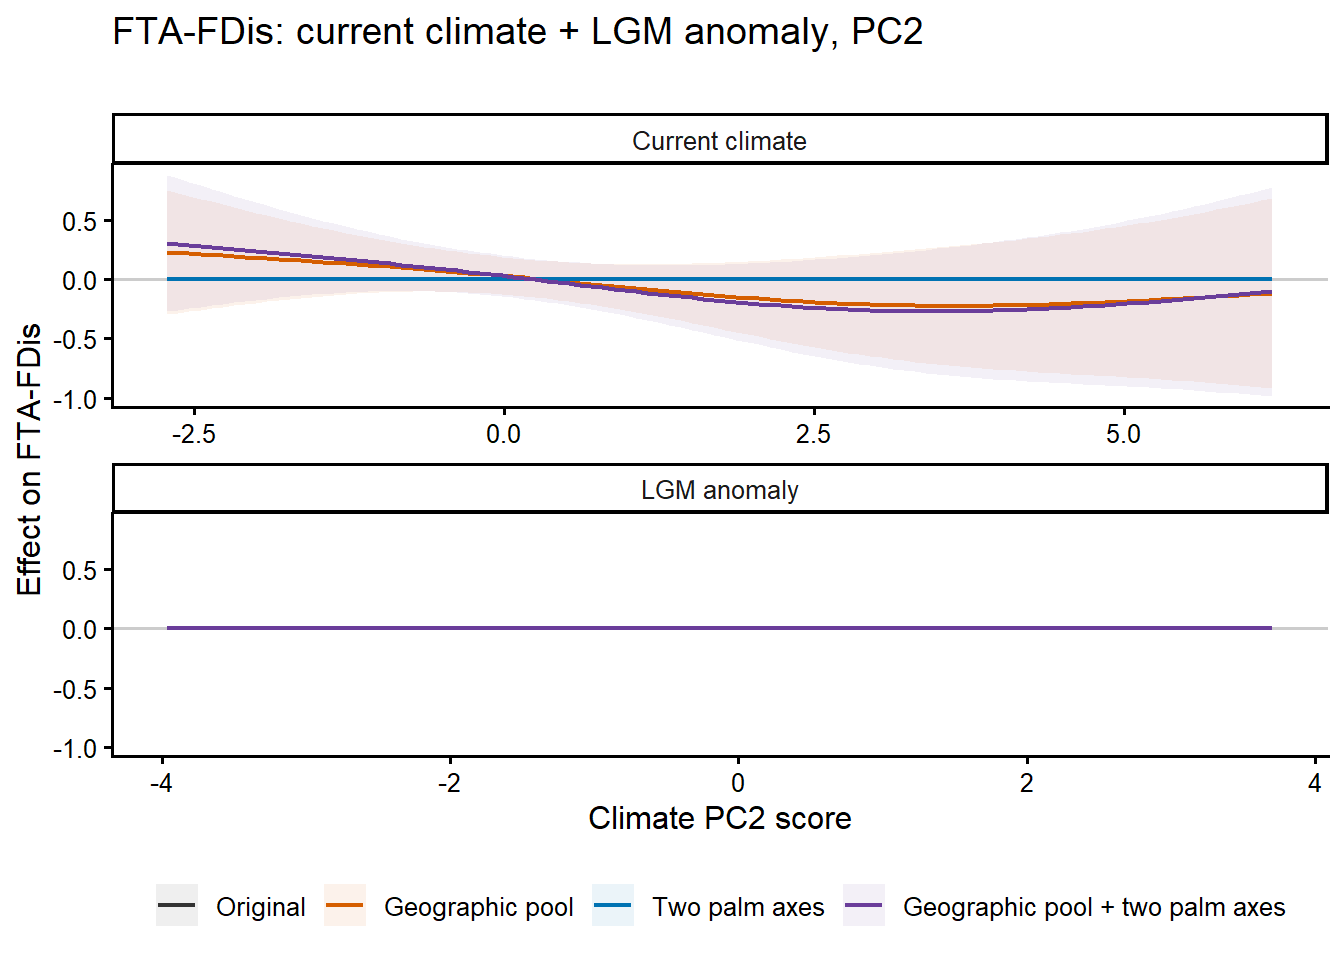 FTA-FDis: current climate + LGM anomaly, PC2
Current climate
0.5
0.0
-0.5
-1.0
-2.5 0.0 2.5 5.0
Effect on FTA-FDis
LGM anomaly
0.5
0.0
-0.5
-1.0
-4 -2 0 2 4
Climate PC2 score
Original Geographic pool Two palm axes Geographic pool + two palm axes